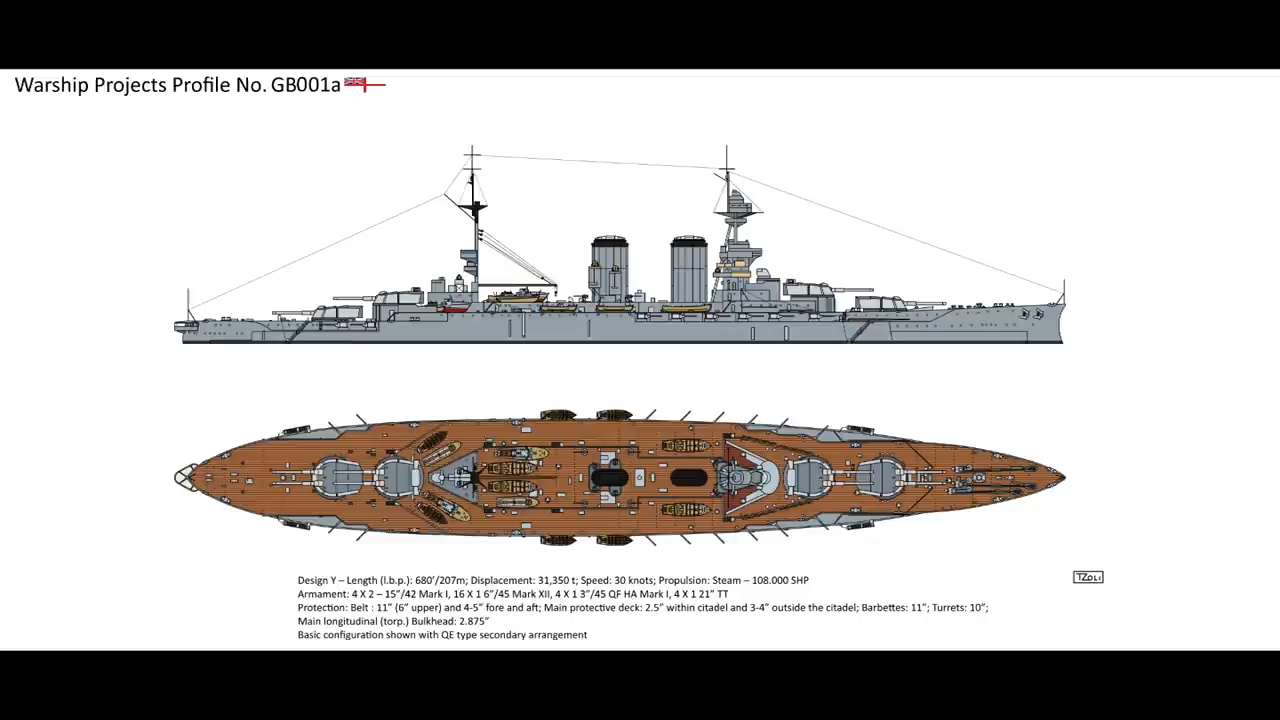 Warship Projects Profile No. GB001a
Design Y – Length (l.b.p.): 680'/207m; Displacement: 31,350 t; Speed: 30 knots; Propulsion: Steam – 108.000 SHP
Armament: 4 X 2 – 15"/42 Mark I, 16 X 1 6"/45 Mark XII, 4 X 1 3"/45 QF HA Mark I, 4 X 1 21" TT
Protection: Belt : 11" (6" upper) and 4-5" fore and aft; Main protective deck: 2.5" within citadel and 3-4" outside the citadel; Barbettes: 11"; Turrets: 10";
Main longitudinal (torp.) Bulkhead: 2.875"
Basic configuration shown with QE type secondary arrangement
TZOLI